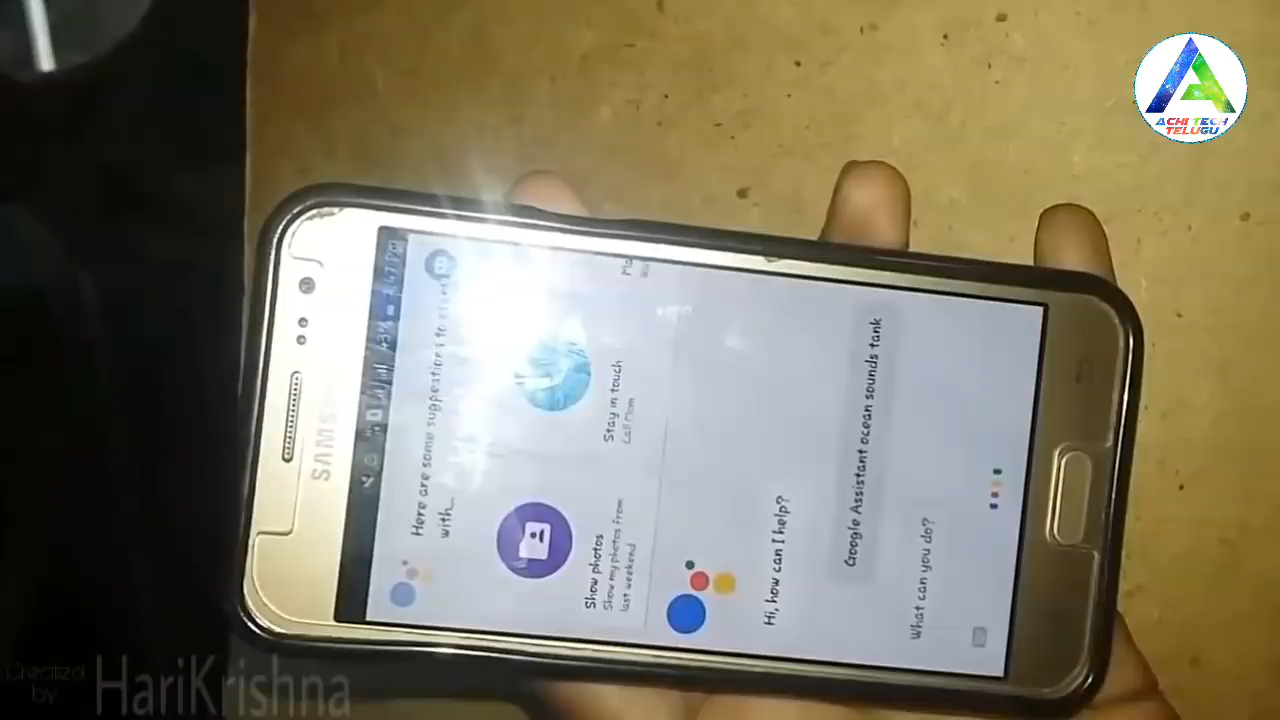 ACHI TECH
TELUGU
SAMSUNG
43%
Here are some suggestions to start
with...
Show photos
Show my photos from
last weekend
Stay in touch
Call Mom
Hi, how can I help?
Google Assistant ocean sounds tank
What can you do?
Created
by
HariKrishna